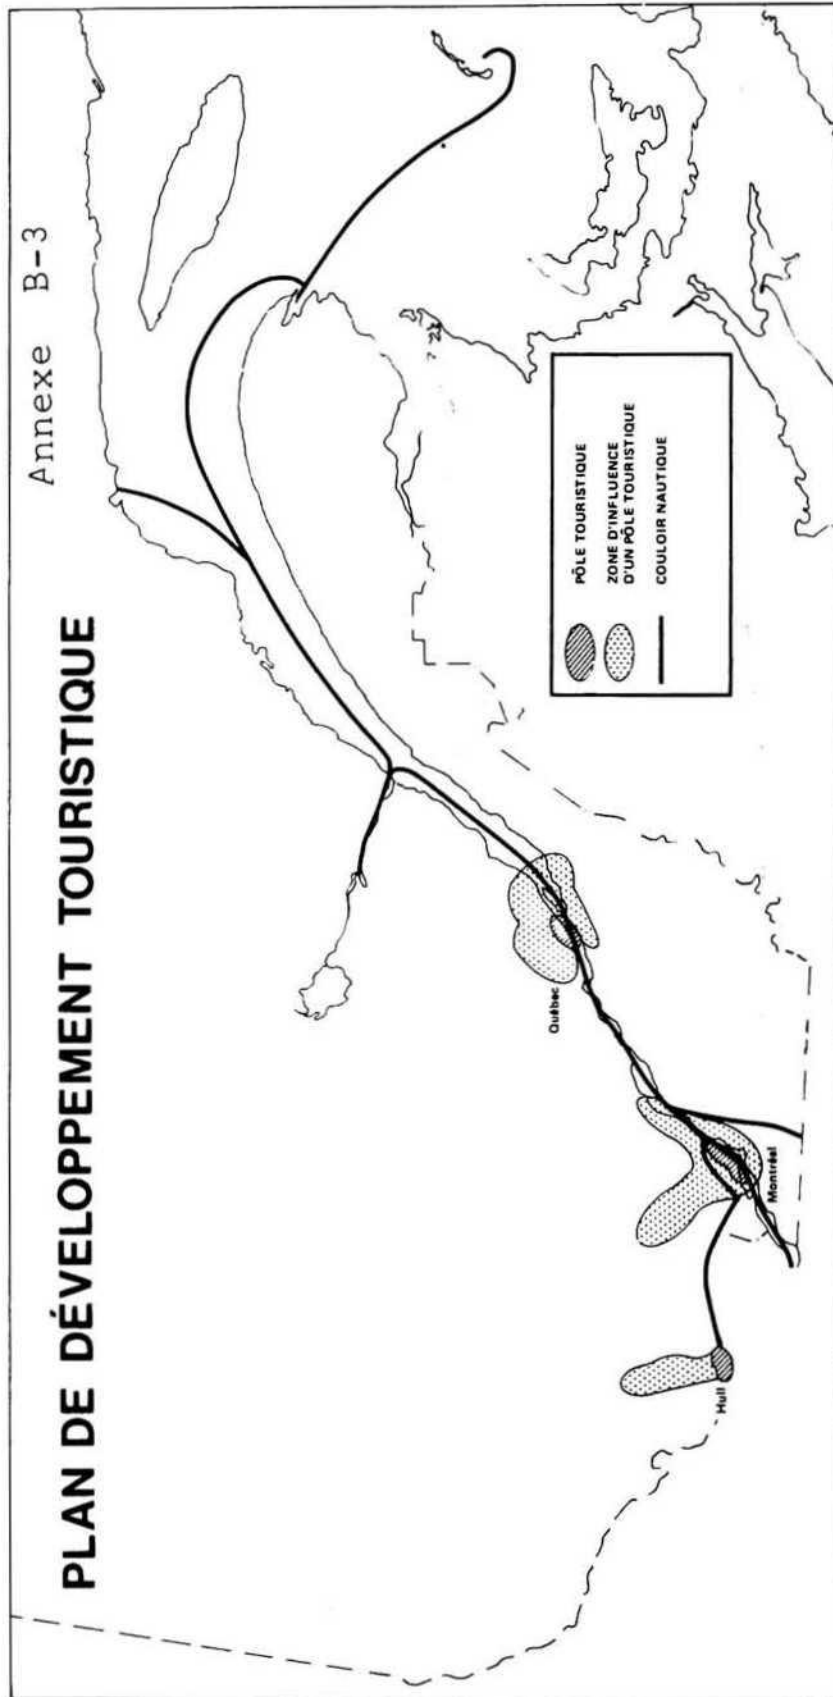 Annexe B-3
PLAN DE DÉVELOPPEMENT TOURISTIQUE
PÔLE TOURISTIQUE
ZONE D'INFLUENCE
D'UN PÔLE TOURISTIQUE
COULOIR NAUTIQUE
Québec
Montréal
Hull